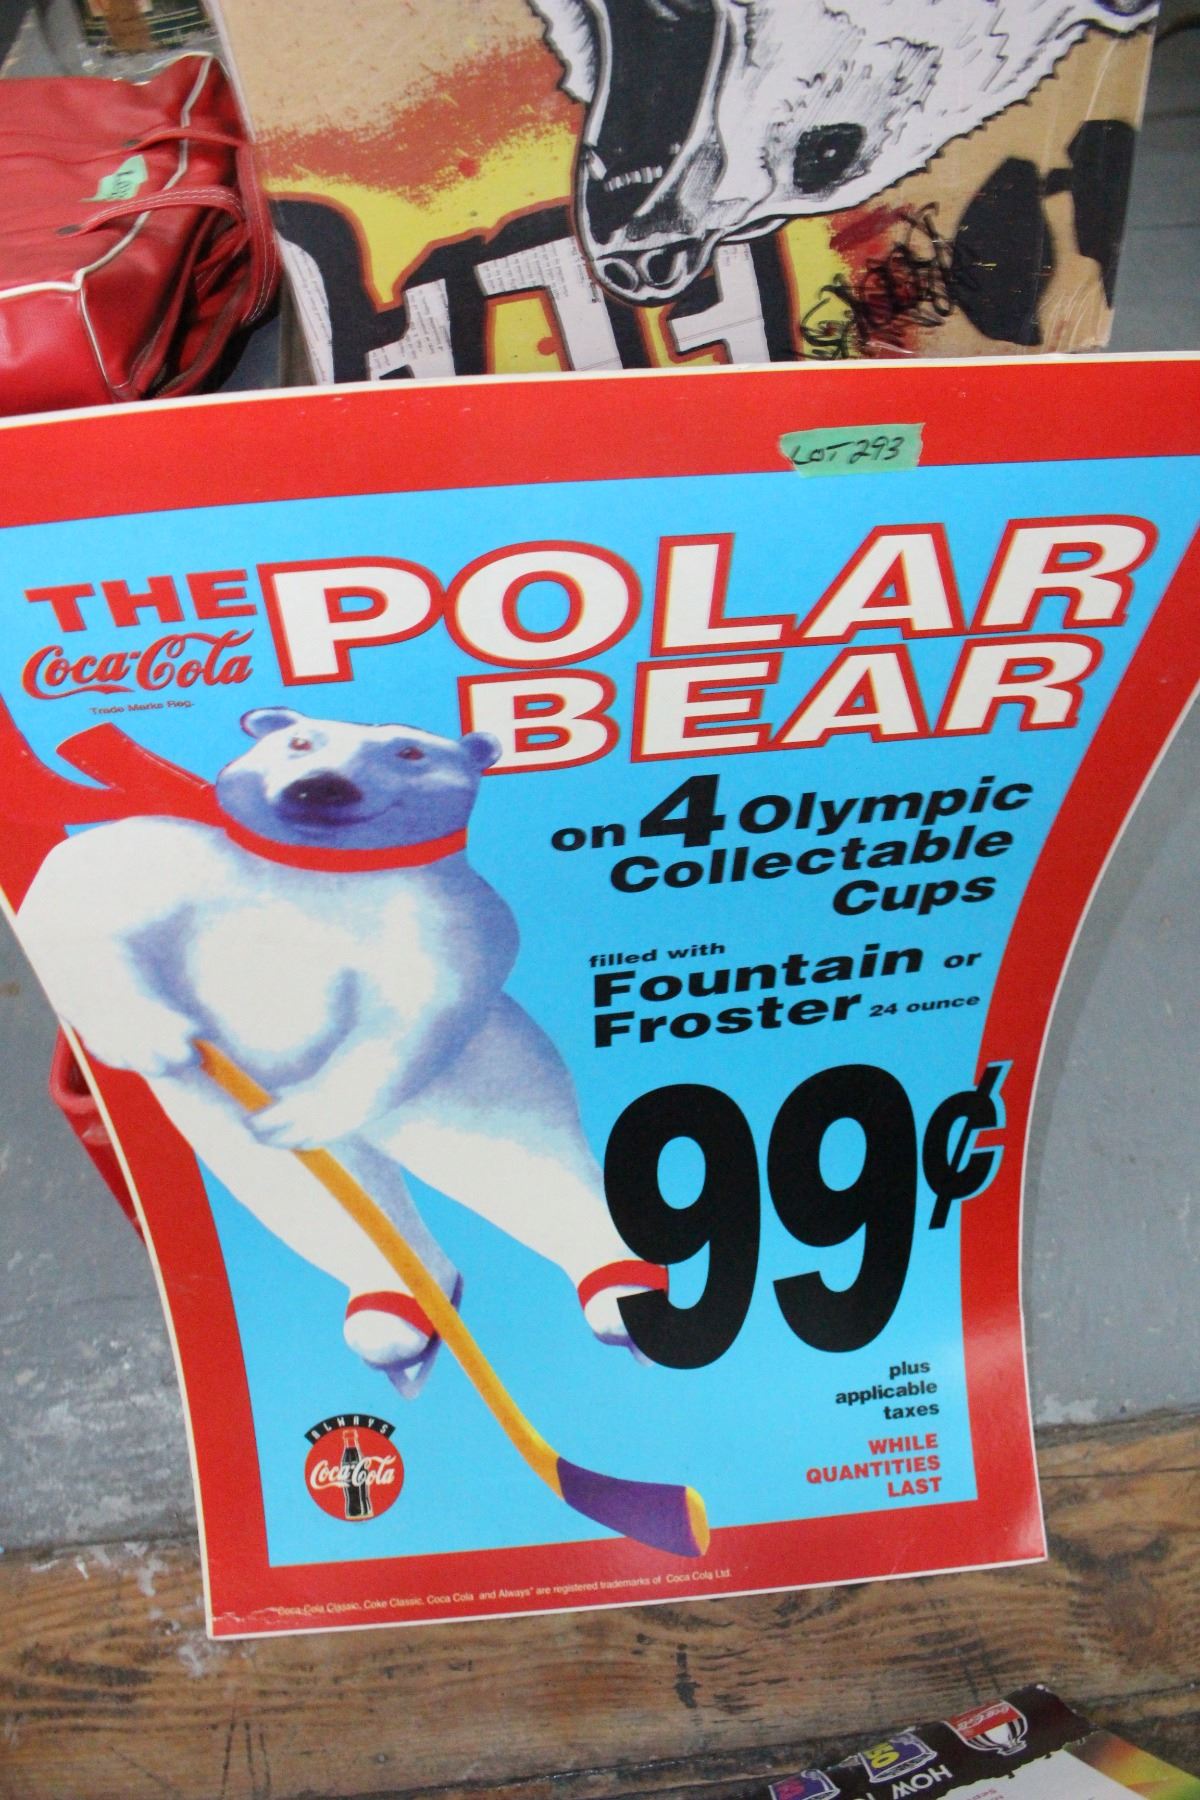 LOT 293
THE POLAR
Coca-Cola
Trade Marks Reg.
BEAR
on 4 Olympic
Collectable
Cups
filled with
Fountain or
Froster 24 ounce
99¢
plus
applicable
taxes
WHILE
QUANTITIES
LAST
ALWAYS
Coca-Cola
Coca-Cola Classic, Coke Classic, Coca Cola and Always" are registered trademarks of Coca Cola Ltd.
HOW